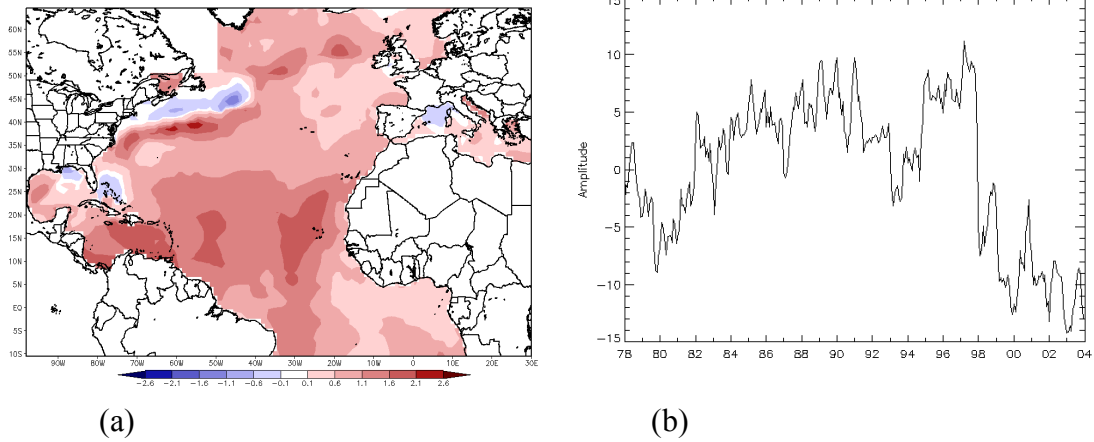 60N
55N
50N
45N
40N
35N
30N
25N
20N
15N
10N
5N
EQ
5S
10S
90W 80W 70W 60W 50W 40W 30W 20W 10W 0 10E 20E 30E
−2.6 −2.1 −1.6 −1.1 −0.6 −0.1 0.1 0.6 1.1 1.6 2.1 2.6
(a)
15
10
5
0
−5
−10
−15
Amplitude
78 80 82 84 86 88 90 92 94 96 98 00 02 04
(b)